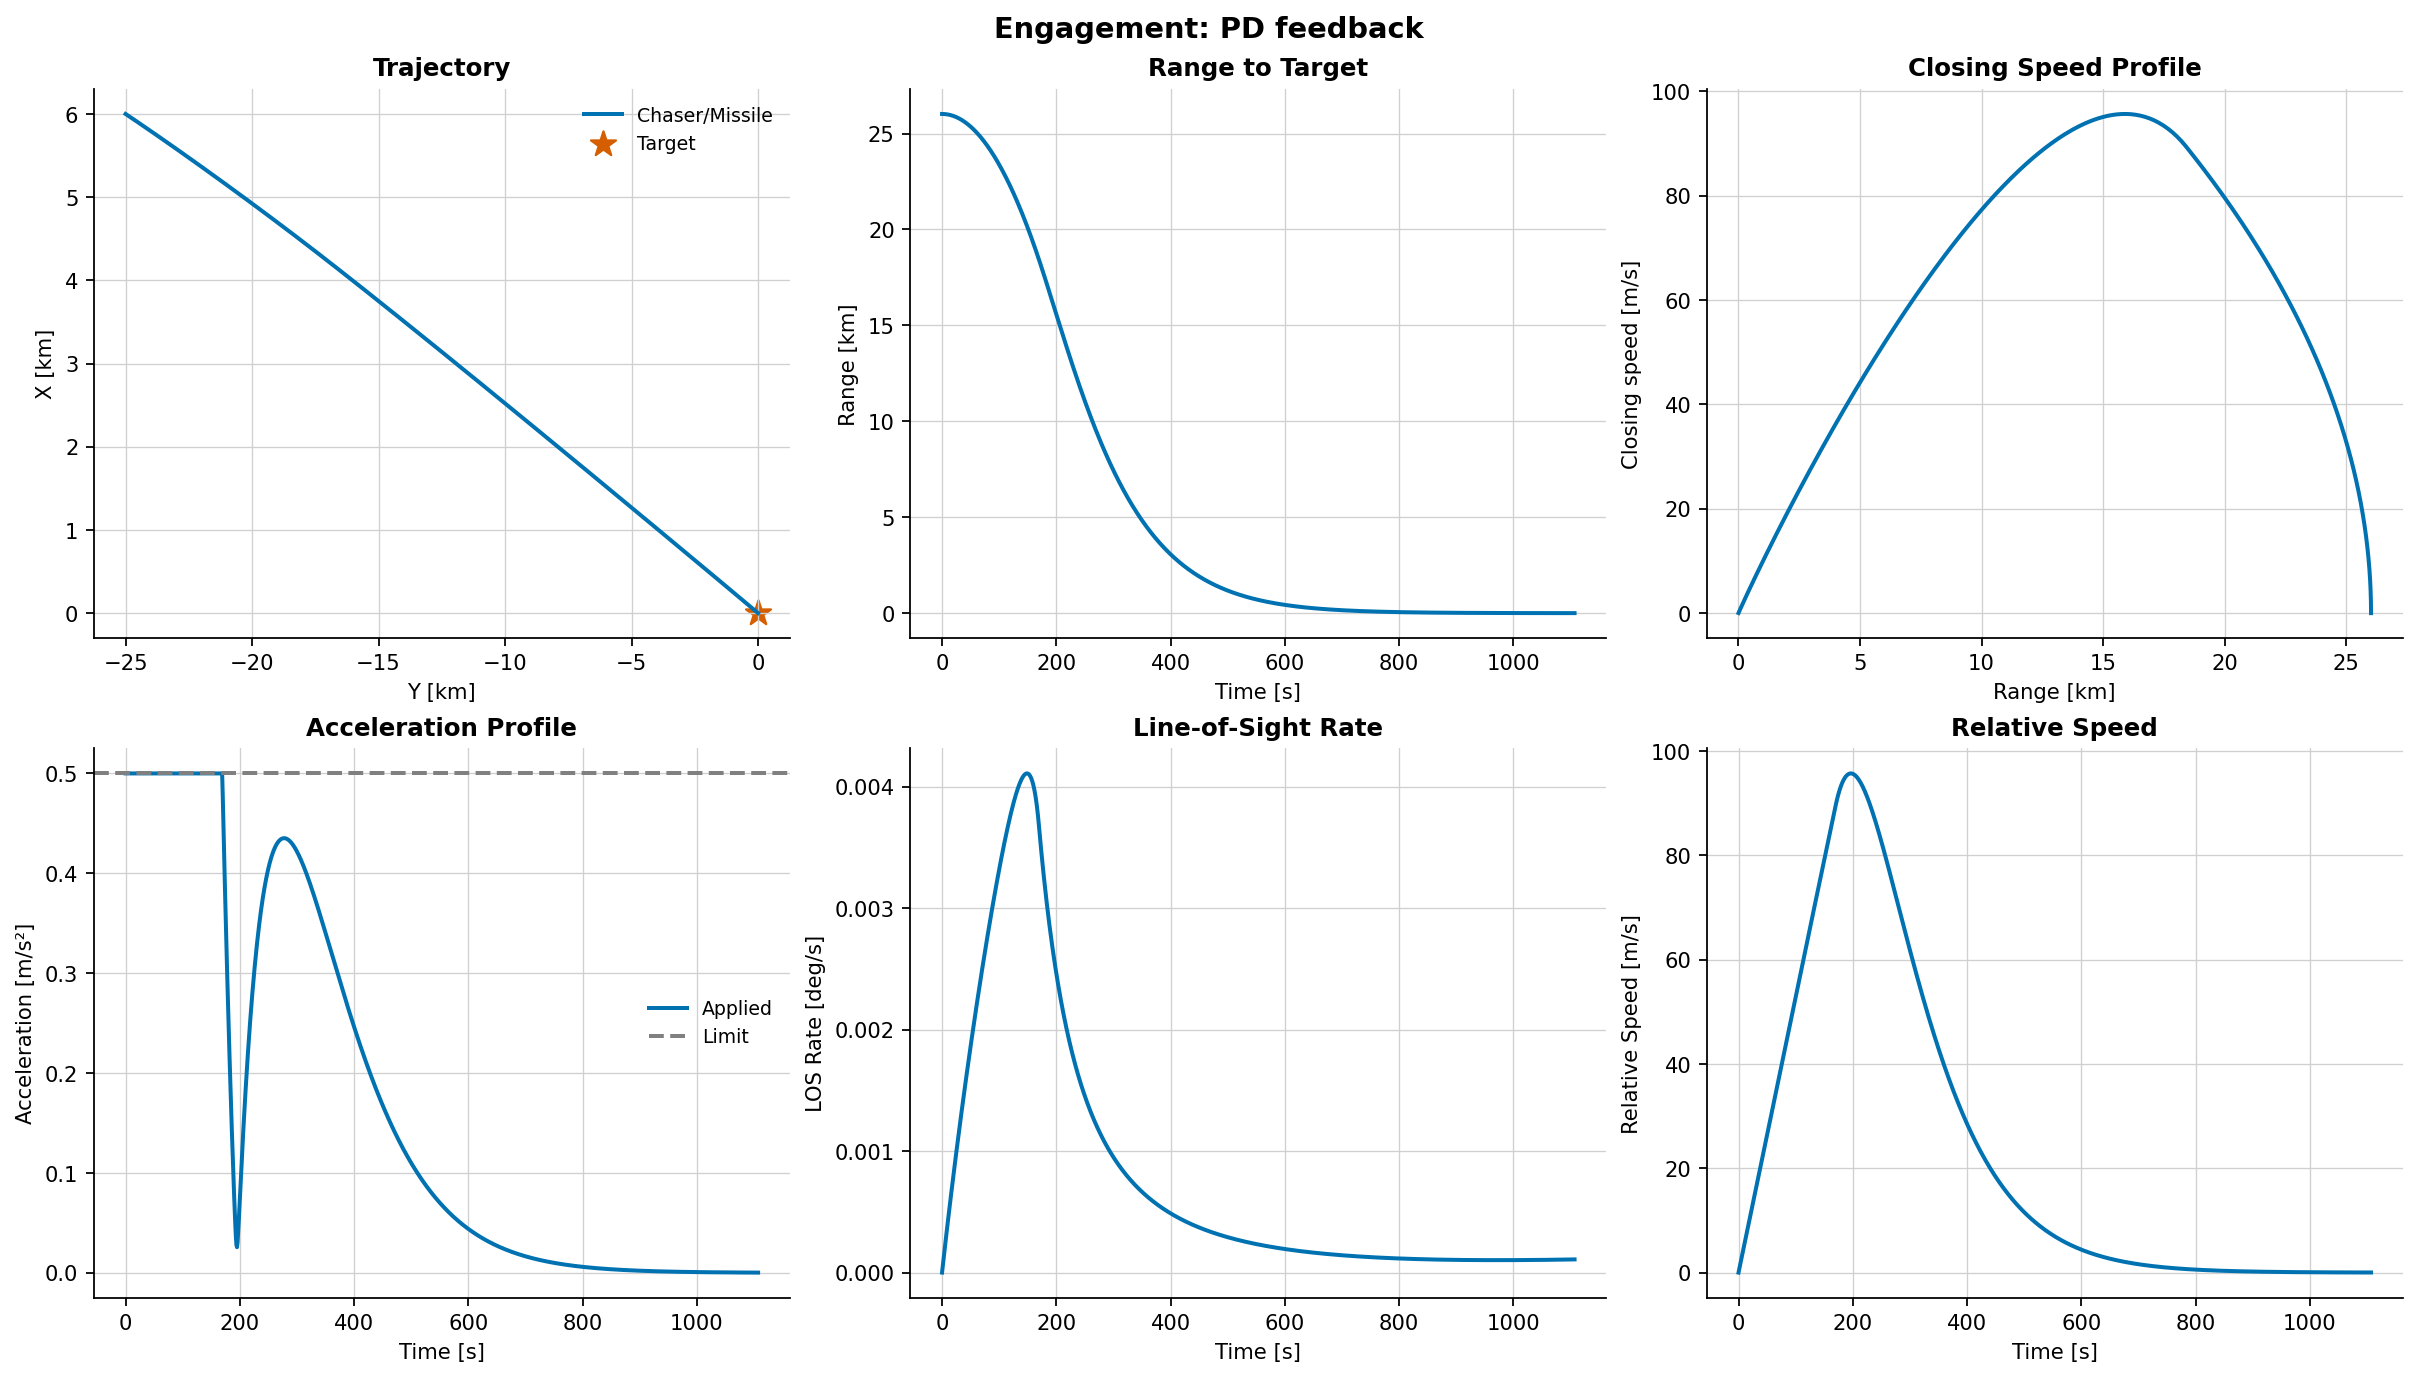 Engagement: PD feedback
Trajectory
X [km]
6
5
4
3
2
1
0
−25 −20 −15 −10 −5 0
Y [km]
Chaser/Missile
Target
Range to Target
Range [km]
25
20
15
10
5
0
0 200 400 600 800 1000
Time [s]
Closing Speed Profile
Closing speed [m/s]
100
80
60
40
20
0
0 5 10 15 20 25
Range [km]
Acceleration Profile
Acceleration [m/s²]
0.5
0.4
0.3
0.2
0.1
0.0
0 200 400 600 800 1000
Time [s]
Applied
Limit
Line-of-Sight Rate
LOS Rate [deg/s]
0.004
0.003
0.002
0.001
0.000
0 200 400 600 800 1000
Time [s]
Relative Speed
Relative Speed [m/s]
100
80
60
40
20
0
0 200 400 600 800 1000
Time [s]